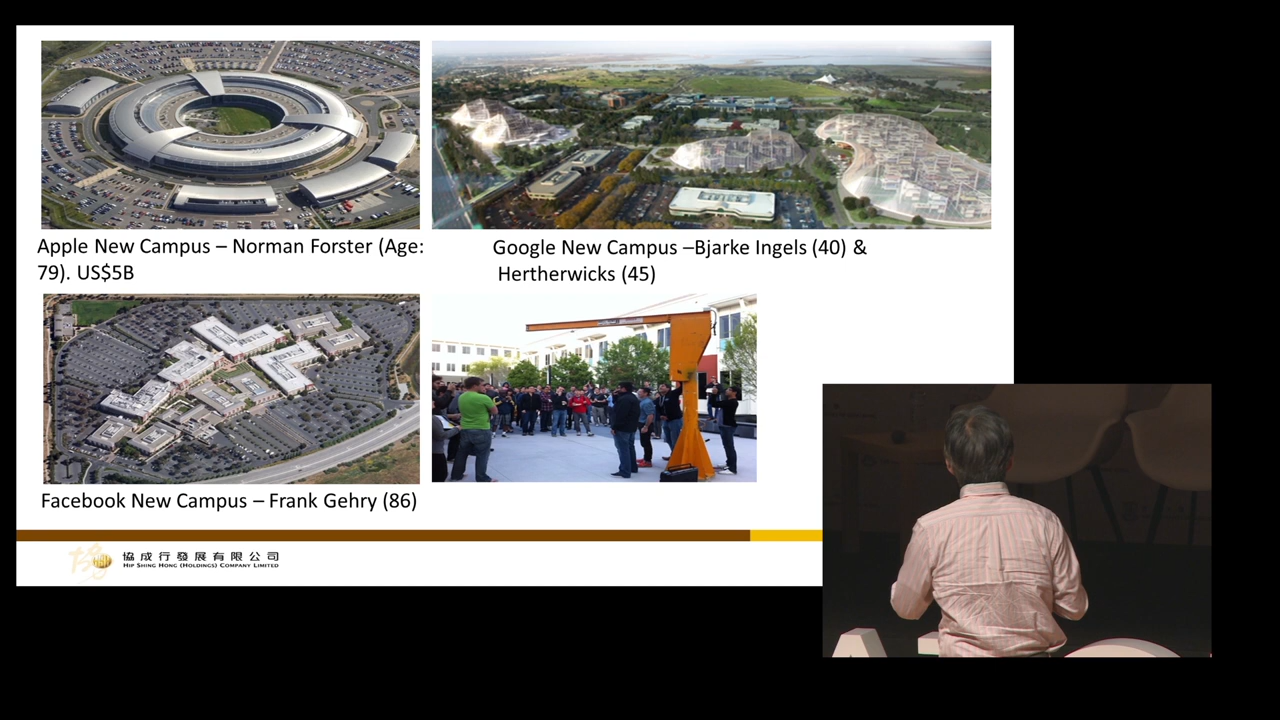 Apple New Campus – Norman Forster (Age:
79). US$5B
Google New Campus –Bjarke Ingels (40) &
Hertherwicks (45)
Facebook New Campus – Frank Gehry (86)
協成行發展有限公司
HIP SHING HONG (HOLDINGS) COMPANY LIMITED